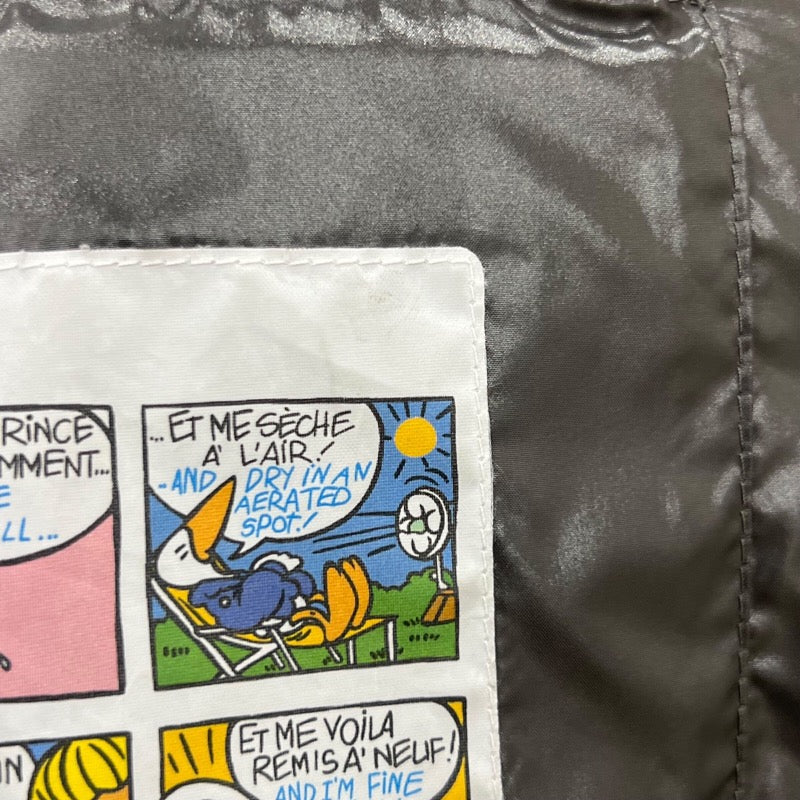 RINCE
MMENT...
E
LL...
...ET ME SÈCHE
À L'AIR!
-AND DRY IN AN
AERATED
SPOT!
N
ET ME VOILA
REMIS A' NEUF!
AND I'M FINE